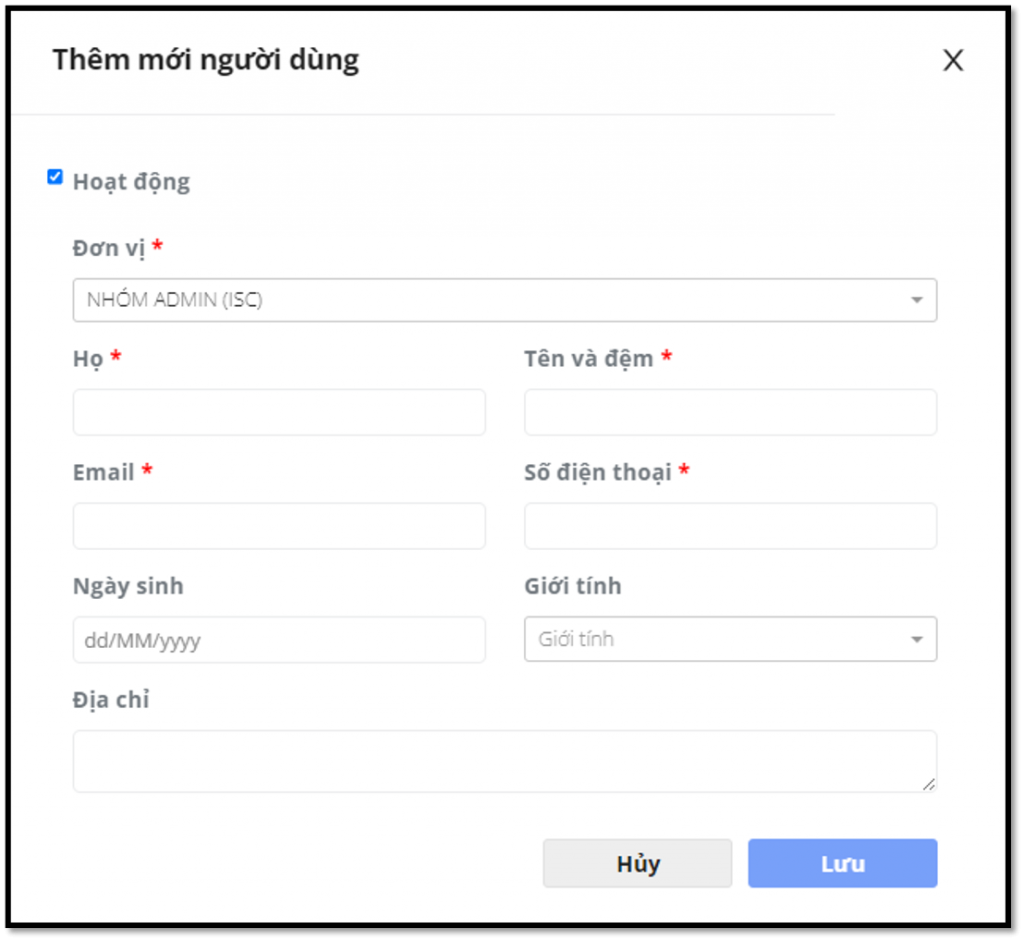 Thêm mới người dùng X
Hoạt động
Đơn vị *
NHÓM ADMIN (ISC)
Họ * Tên và đệm *
Email * Số điện thoại *
Ngày sinh Giới tính
dd/MM/yyyy Giới tính
Địa chỉ
Hủy Lưu